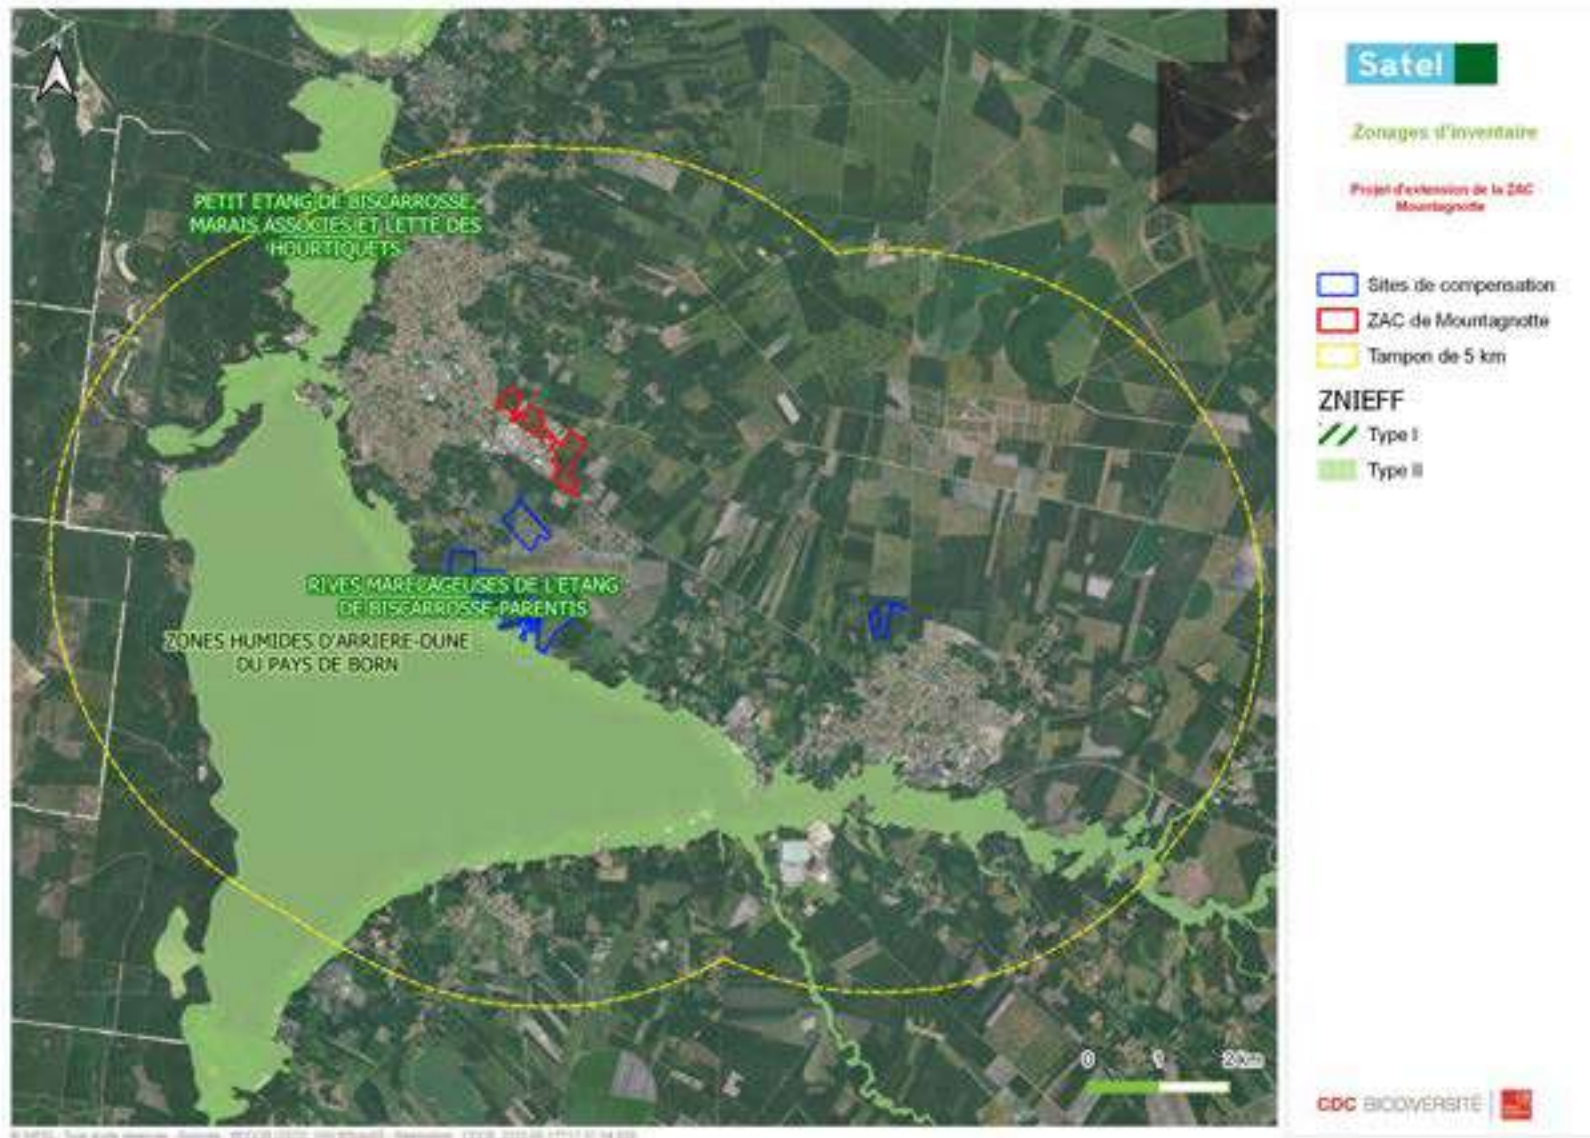 PETIT ETANG DE BISCARROSSE,
MARAIS ASSOCIES ET LETTE DES
HOURTIQUETS
RIVES MARECAGEUSES DE L'ETANG
DE BISCARROSSE-PARENTIS
ZONES HUMIDES D'ARRIERE-DUNE
DU PAYS DE BORN
0 1 2 km
Satel
Zonages d'inventaire
Projet d'extension de la ZAC
Mountagnotte
Sites de compensation
ZAC de Mountagnotte
Tampon de 5 km
ZNIEFF
Type I
Type II
CDC BIODIVERSITÉ